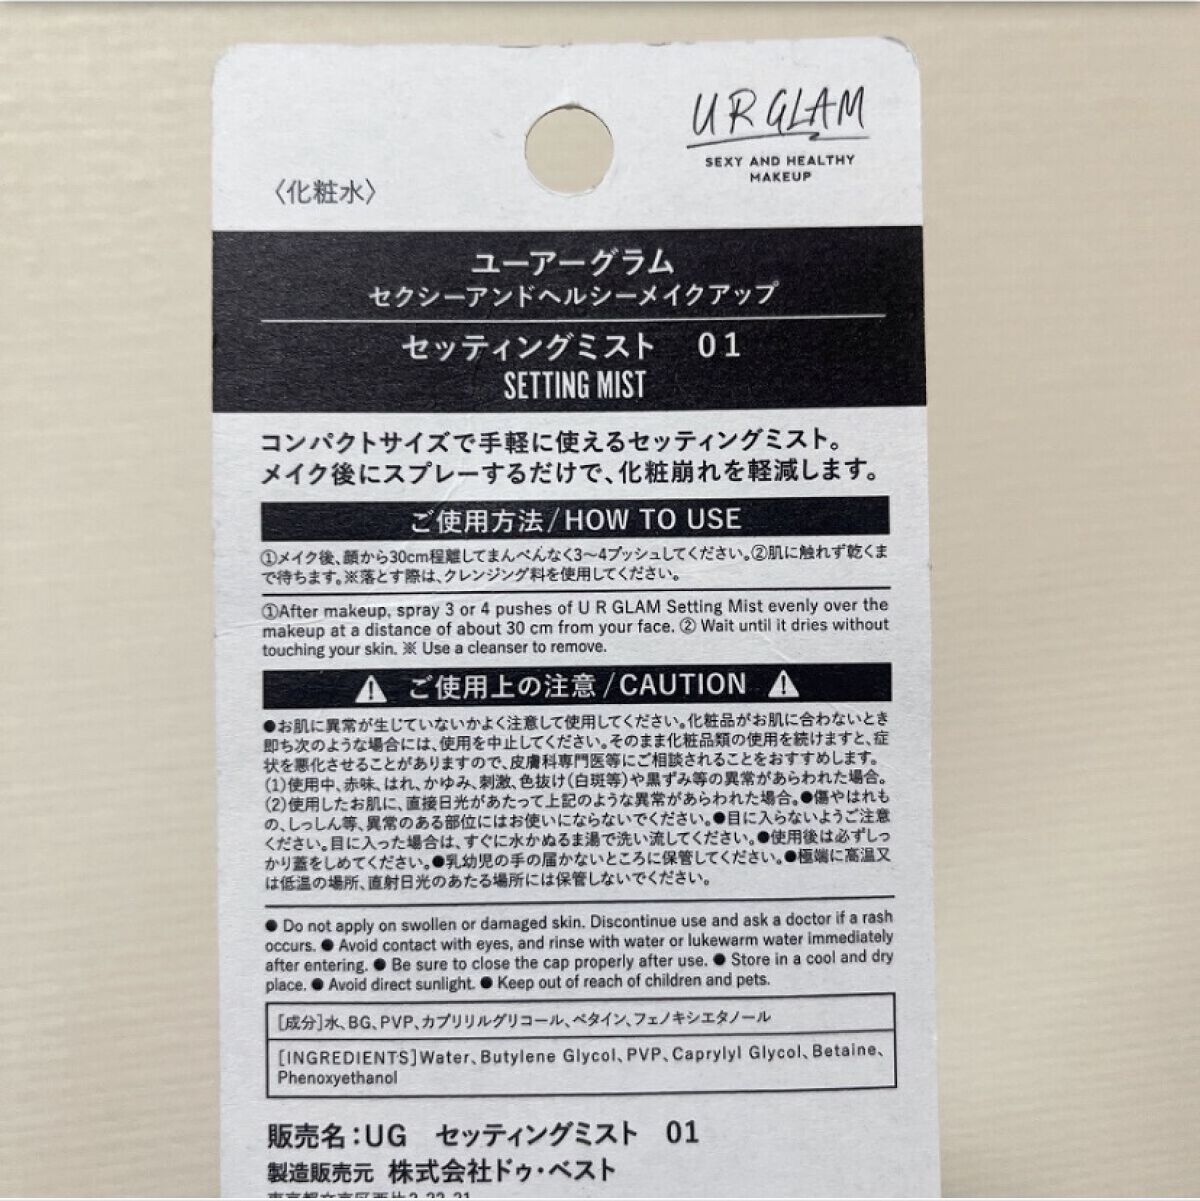 U R GLAM
SEXY AND HEALTHY
MAKEUP
〈化粧水〉
ユーアーグラム
セクシーアンドヘルシーメイクアップ
セッティングミスト 01
SETTING MIST
コンパクトサイズで手軽に使えるセッティングミスト。
メイク後にスプレーするだけで、化粧崩れを軽減します。
ご使用方法/HOW TO USE
①メイク後、顔から30cm程離してまんべんなく3〜4プッシュしてください。②肌に触れず乾くま
で待ちます。※落とす際は、クレンジング料を使用してください。
①After makeup, spray 3 or 4 pushes of U R GLAM Setting Mist evenly over the
makeup at a distance of about 30 cm from your face. ② Wait until it dries without
touching your skin. ※ Use a cleanser to remove.
ご使用上の注意/CAUTION
●お肌に異常が生じていないかよく注意して使用してください。化粧品がお肌に合わないとき
即ち次のような場合には、使用を中止してください。そのまま化粧品類の使用を続けますと、症
状を悪化させることがありますので、皮膚科専門医等にご相談されることをおすすめします。
(1)使用中、赤味、はれ、かゆみ、刺激、色抜け(白斑等)や黒ずみ等の異常があらわれた場合。
(2)使用したお肌に、直接日光があたって上記のような異常があらわれた場合。●傷やはれも
の、しっしん等、異常のある部位にはお使いにならないでください。●目に入らないようご注意
ください。目に入った場合は、すぐに水かぬるま湯で洗い流してください。●使用後は必ずしっ
かり蓋をしめてください。●乳幼児の手の届かないところに保管してください。●極端に高温又
は低温の場所、直射日光のあたる場所には保管しないでください。
● Do not apply on swollen or damaged skin. Discontinue use and ask a doctor if a rash
occurs. ● Avoid contact with eyes, and rinse with water or lukewarm water immediately
after entering. ● Be sure to close the cap properly after use. ● Store in a cool and dry
place. ● Avoid direct sunlight. ● Keep out of reach of children and pets.
[成分]水、BG、PVP、カプリリルグリコール、ベタイン、フェノキシエタノール
[INGREDIENTS]Water、Butylene Glycol、PVP、Caprylyl Glycol、Betaine、
Phenoxyethanol
販売名:UG セッティングミスト 01
製造販売元 株式会社ドゥ・ベスト